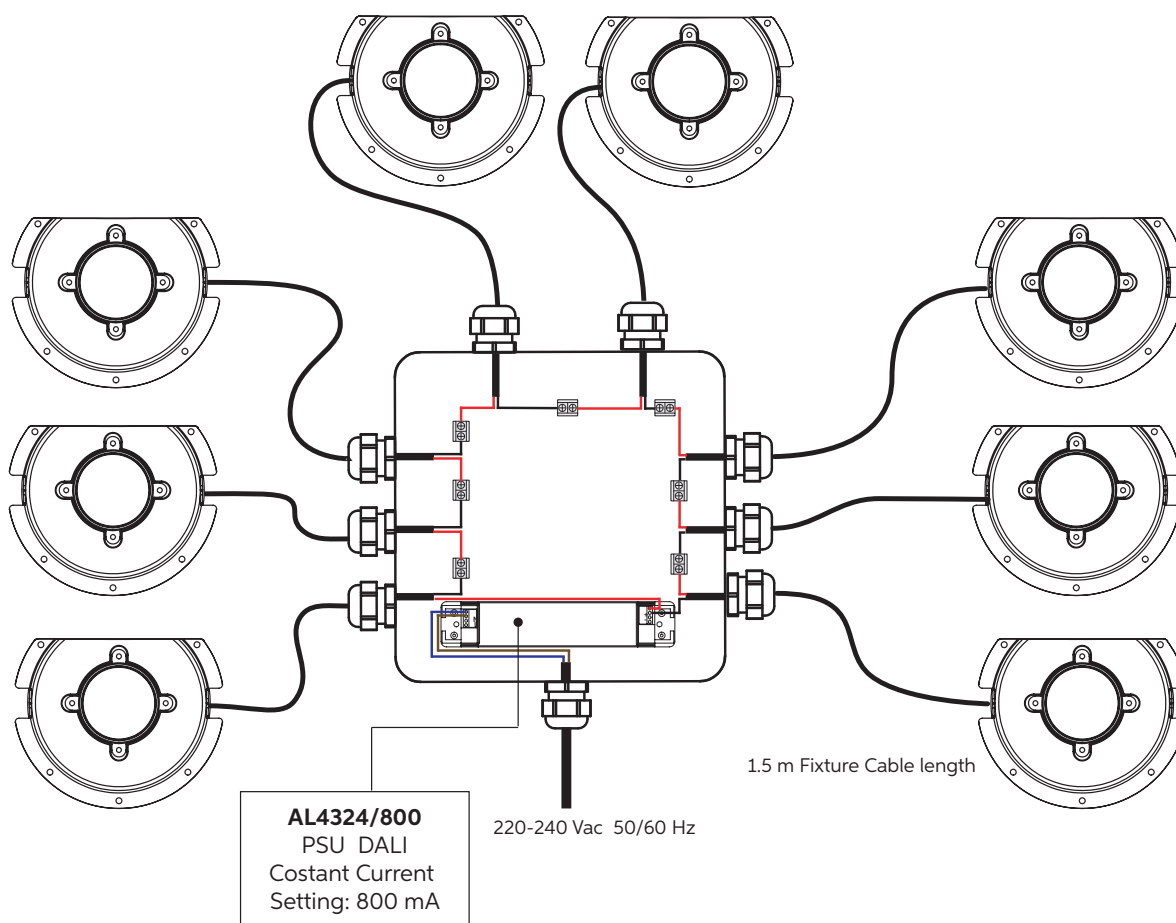 1.5 m Fixture Cable length
220-240 Vac 50/60 Hz
AL4324/800
PSU DALI
Costant Current
Setting: 800 mA